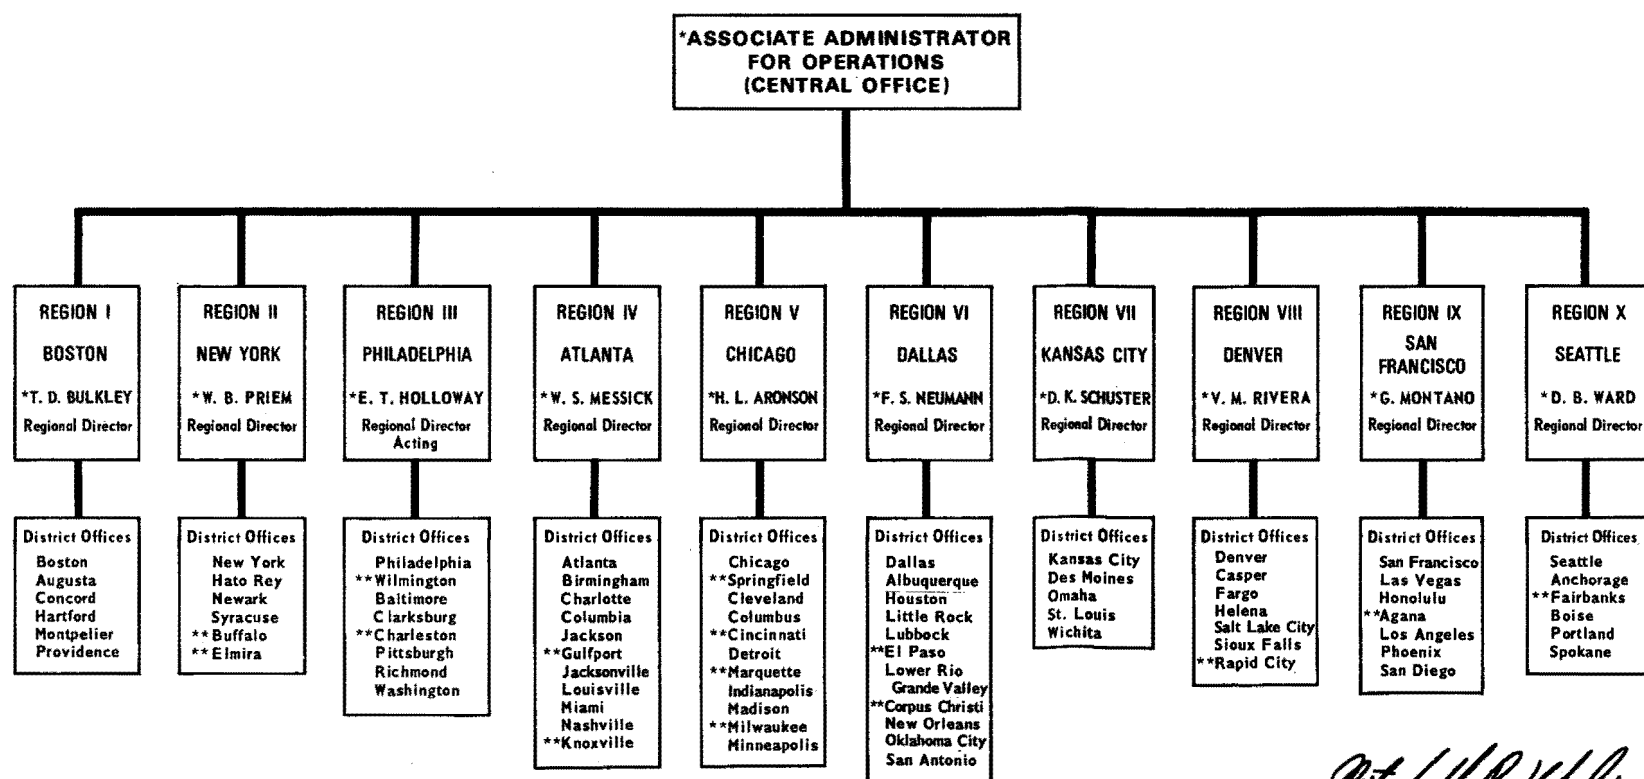 *ASSOCIATE ADMINISTRATOR
FOR OPERATIONS
(CENTRAL OFFICE)
REGION I
BOSTON
*T. D. BULKLEY
Regional Director
REGION II
NEW YORK
*W. B. PRIEM
Regional Director
REGION III
PHILADELPHIA
*E. T. HOLLOWAY
Regional Director
Acting
REGION IV
ATLANTA
*W. S. MESSICK
Regional Director
REGION V
CHICAGO
*H. L. ARONSON
Regional Director
REGION VI
DALLAS
*F. S. NEUMANN
Regional Director
REGION VII
KANSAS CITY
*D. K. SCHUSTER
Regional Director
REGION VIII
DENVER
*V. M. RIVERA
Regional Director
REGION IX
SAN
FRANCISCO
*G. MONTANO
Regional Director
REGION X
SEATTLE
*D. B. WARD
Regional Director
District Offices
Boston
Augusta
Concord
Hartford
Montpelier
Providence
District Offices
New York
Hato Rey
Newark
Syracuse
**Buffalo
**Elmira
District Offices
Philadelphia
**Wilmington
Baltimore
Clarksburg
**Charleston
Pittsburgh
Richmond
Washington
District Offices
Atlanta
Birmingham
Charlotte
Columbia
Jackson
**Gulfport
Jacksonville
Louisville
Miami
Nashville
**Knoxville
District Offices
Chicago
**Springfield
Cleveland
Columbus
**Cincinnati
Detroit
**Marquette
Indianapolis
Madison
**Milwaukee
Minneapolis
District Offices
Dallas
Albuquerque
Houston
Little Rock
Lubbock
**El Paso
Lower Rio
Grande Valley
**Corpus Christi
New Orleans
Oklahoma City
San Antonio
District Offices
Kansas City
Des Moines
Omaha
St. Louis
Wichita
District Offices
Denver
Casper
Fargo
Helena
Salt Lake City
Sioux Falls
**Rapid City
District Offices
San Francisco
Las Vegas
Honolulu
**Agana
Los Angeles
Phoenix
San Diego
District Offices
Seattle
Anchorage
**Fairbanks
Boise
Portland
Spokane